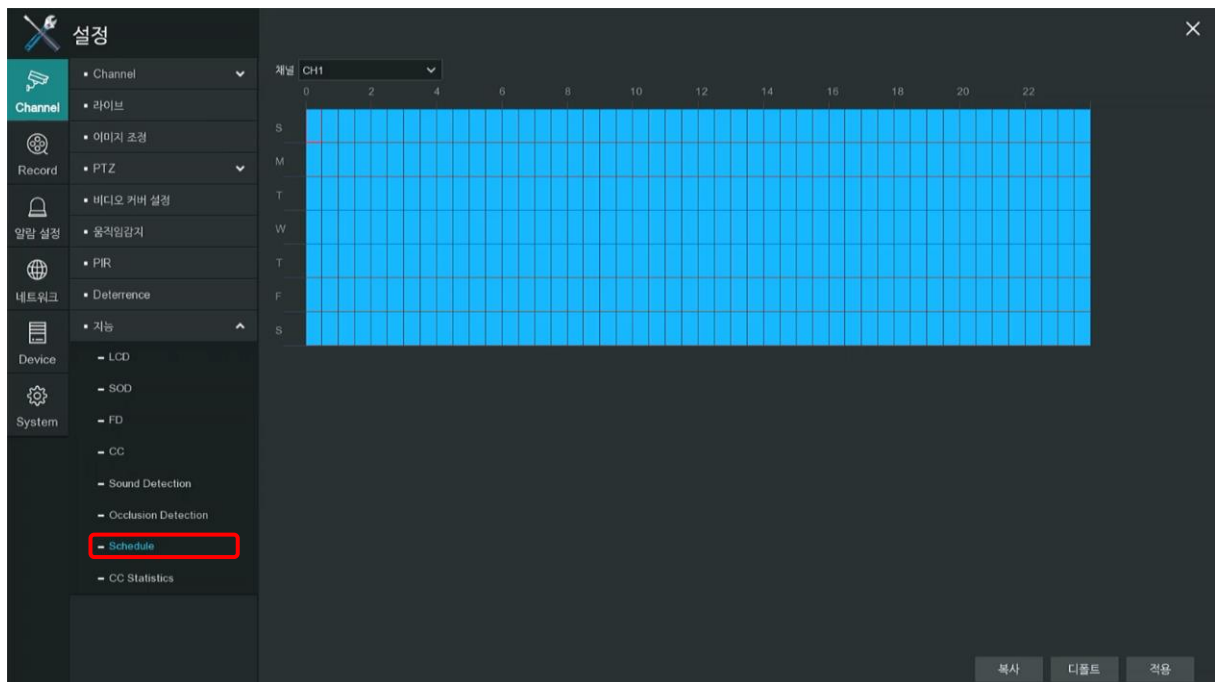 설정
Channel
Record
알람 설정
네트워크
Device
System
Channel
라이브
이미지 조정
PTZ
비디오 커버 설정
움직임감지
PIR
Deterrence
지능
LCD
SOD
FD
CC
Sound Detection
Occlusion Detection
Schedule
CC Statistics
채널 CH1
0 2 4 6 8 10 12 14 16 18 20 22
S
M
T
W
T
F
S
복사 디폴트 적용